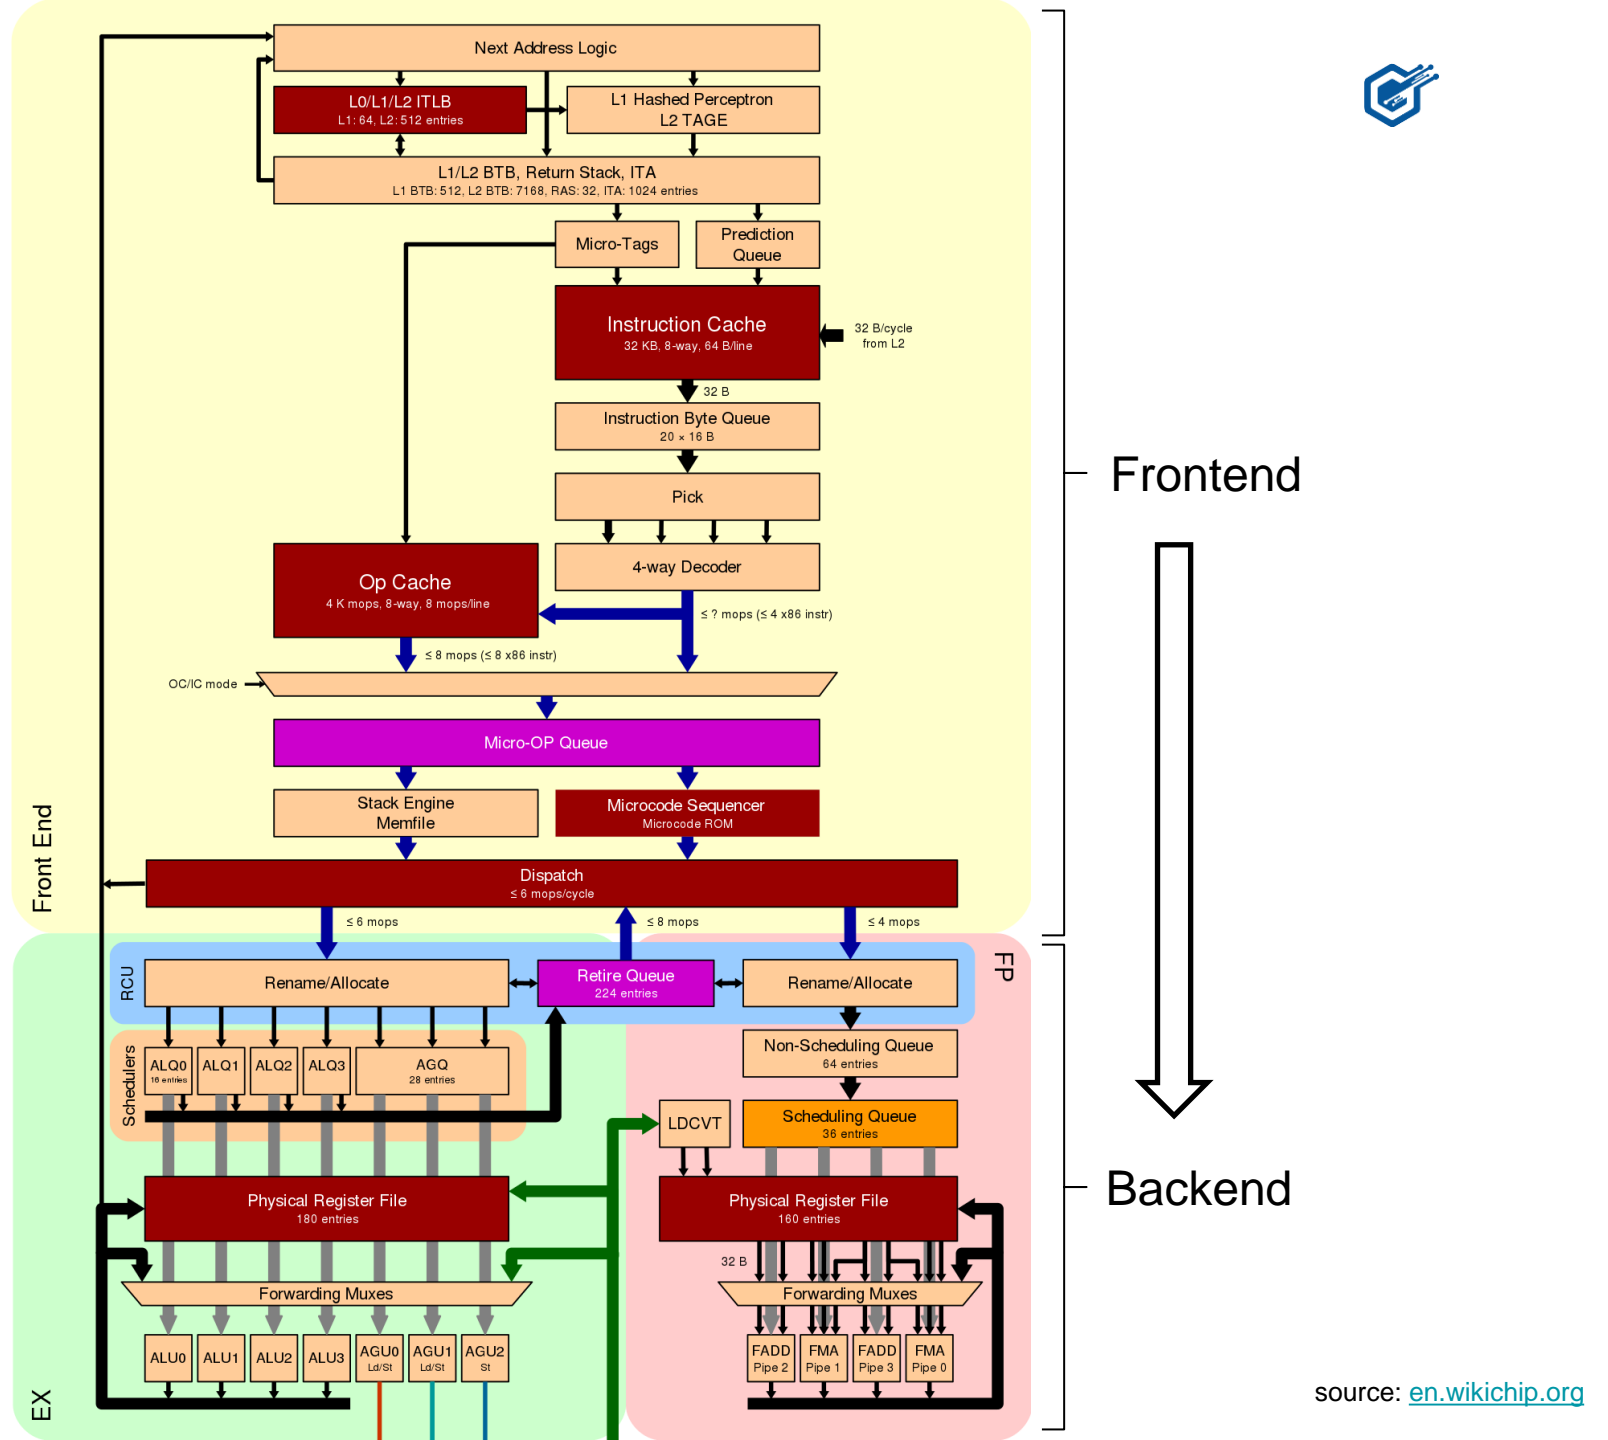 Next Address Logic
L0/L1/L2 ITLB
L1: 64, L2: 512 entries
L1 Hashed Perceptron
L2 TAGE
L1/L2 BTB, Return Stack, ITA
L1 BTB: 512, L2 BTB: 7168, RAS: 32, ITA: 1024 entries
Micro-Tags
Prediction
Queue
Instruction Cache
32 KB, 8-way, 64 B/line
32 B/cycle
from L2
32 B
Instruction Byte Queue
20 × 16 B
Pick
4-way Decoder
Op Cache
4 K mops, 8-way, 8 mops/line
≤ ? mops (≤ 4 x86 instr)
≤ 8 mops (≤ 8 x86 instr)
OC/IC mode
Micro-OP Queue
Stack Engine
Memfile
Microcode Sequencer
Microcode ROM
Front End
Dispatch
≤ 6 mops/cycle
≤ 6 mops
≤ 8 mops
≤ 4 mops
RCU
Rename/Allocate
Retire Queue
224 entries
Rename/Allocate
FP
Schedulers
ALQ0
16 entries
ALQ1
ALQ2
ALQ3
AGQ
28 entries
Non-Scheduling Queue
64 entries
LDCVT
Scheduling Queue
36 entries
Physical Register File
180 entries
Physical Register File
160 entries
32 B
Forwarding Muxes
Forwarding Muxes
ALU0
ALU1
ALU2
ALU3
AGU0
Ld/St
AGU1
Ld/St
AGU2
St
FADD
Pipe 2
FMA
Pipe 1
FADD
Pipe 3
FMA
Pipe 0
EX
Frontend
Backend
source: en.wikichip.org